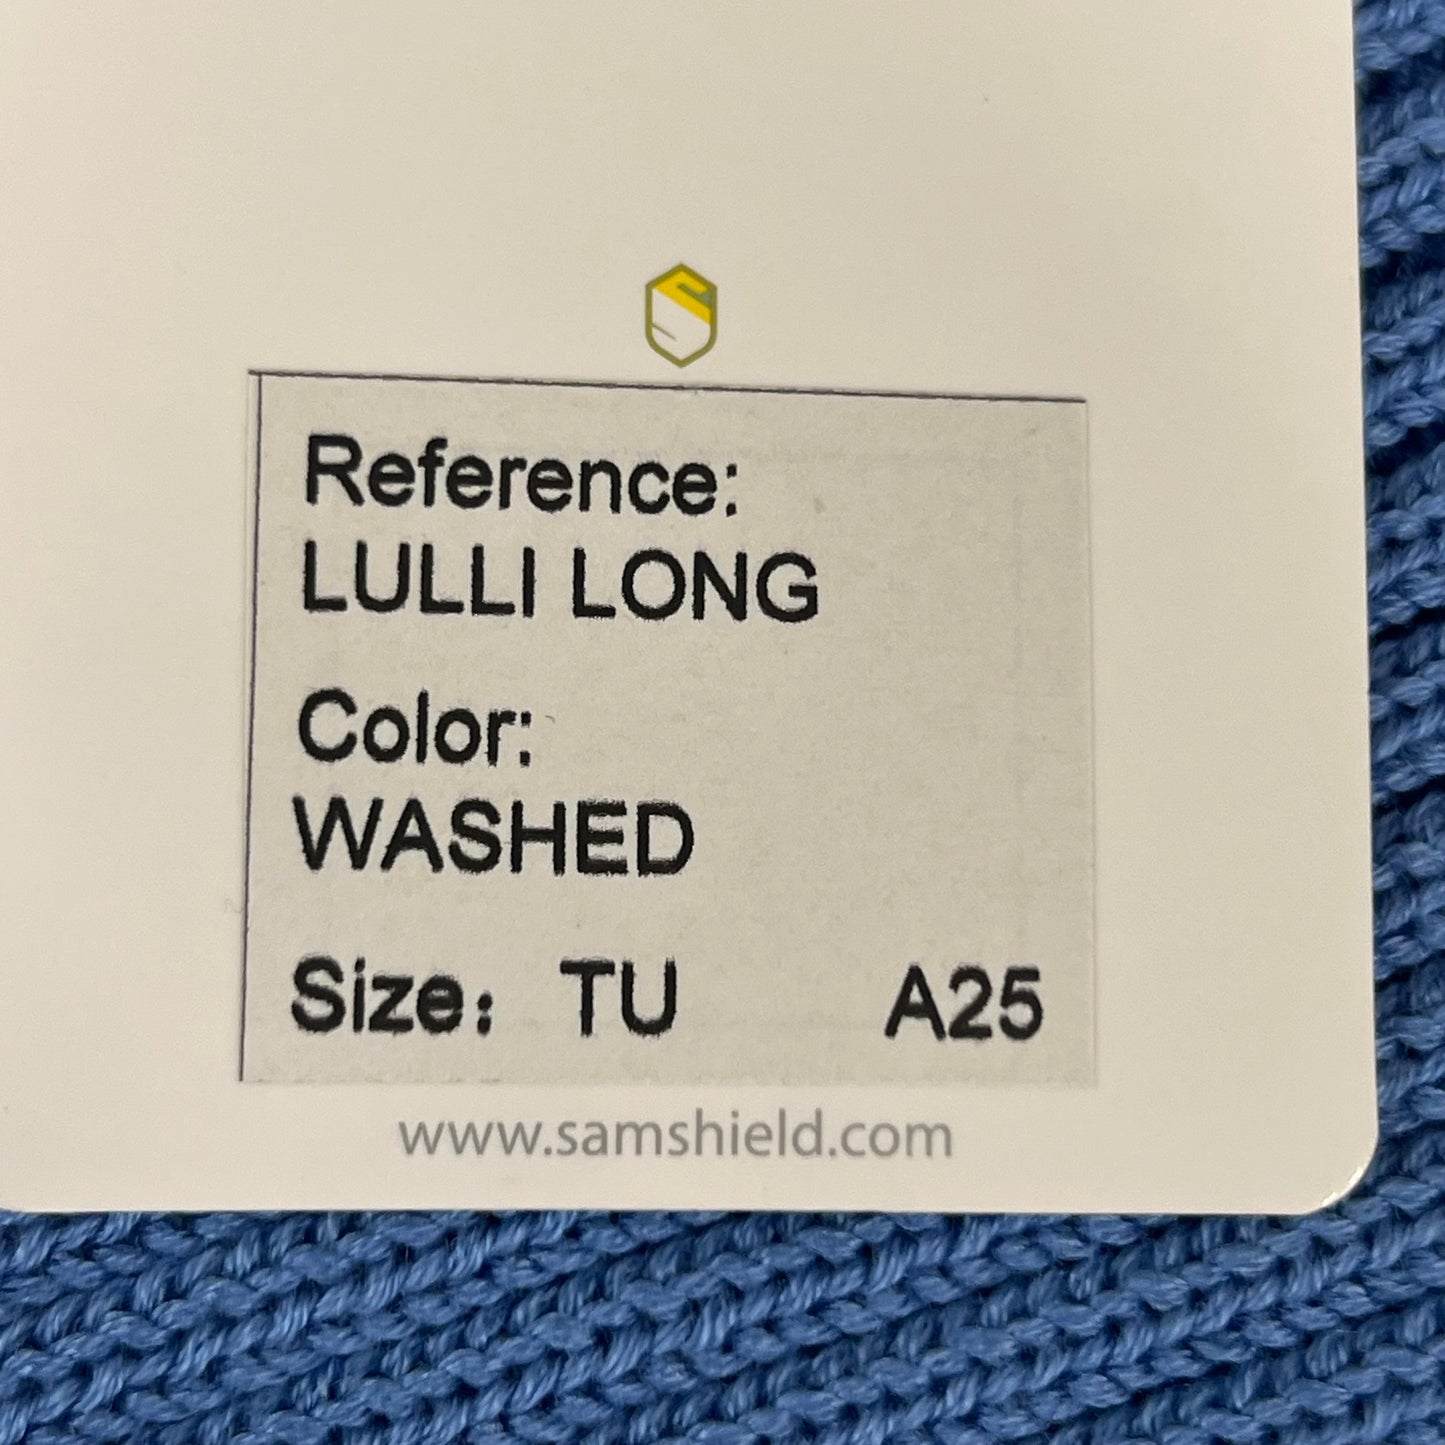 Reference:
LULLI LONG
Color:
WASHED
Size: TU A25
www.samshield.com